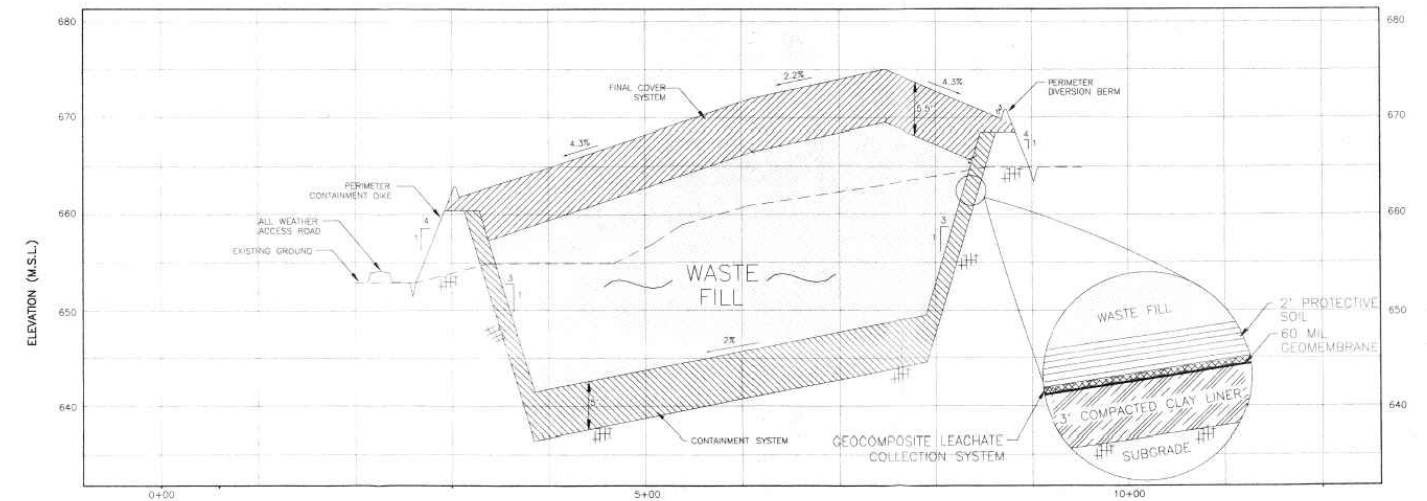 680
680
2.2%
4.3%
FINAL COVER
SYSTEM
PERIMETER
DIVERSION BERM
5.5'
2
670
670
4.3%
4
1
PERIMETER
CONTAINMENT DIKE
660
660
4
1
ALL WEATHER
ACCESS ROAD
EXISTING GROUND
3
1
WASTE
FILL
3
1
ELEVATION (M.S.L.)
650
650
WASTE FILL
2' PROTECTIVE
SOIL
60 MIL
GEOMEMBRANE
2%
5'
640
640
3' COMPACTED CLAY LINER
CONTAINMENT SYSTEM
GEOCOMPOSITE LEACHATE
COLLECTION SYSTEM
SUBGRADE
0+00
5+00
10+00